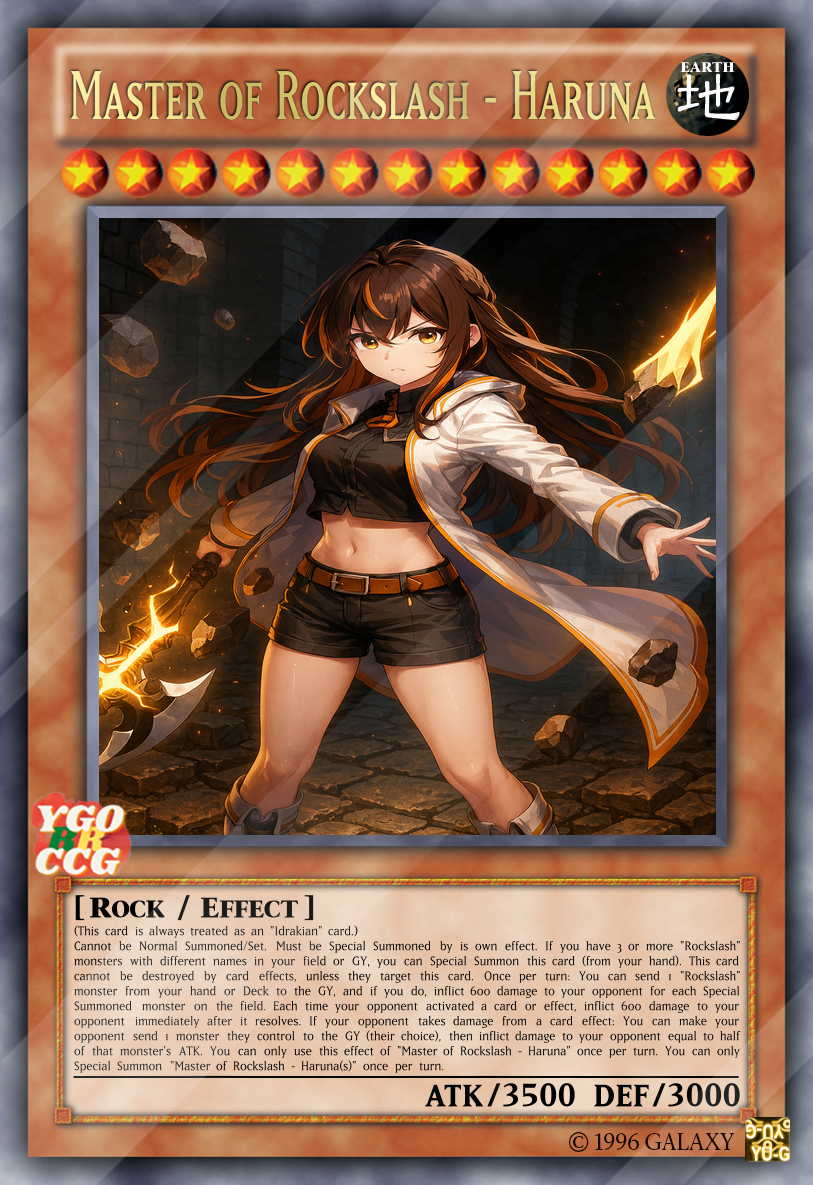 Master of Rockslash - Haruna
EARTH
地
YGO
BR
CCG
[ Rock / Effect ]
(This card is always treated as an "Idrakian" card.)
Cannot be Normal Summoned/Set. Must be Special Summoned by is own effect. If you have 3 or more "Rockslash"
monsters with different names in your field or GY, you can Special Summon this card (from your hand). This card
cannot be destroyed by card effects, unless they target this card. Once per turn: You can send 1 "Rockslash"
monster from your hand or Deck to the GY, and if you do, inflict 600 damage to your opponent for each Special
Summoned monster on the field. Each time your opponent activated a card or effect, inflict 600 damage to your
opponent immediately after it resolves. If your opponent takes damage from a card effect: You can make your
opponent send 1 monster they control to the GY (their choice), then inflict damage to your opponent equal to half
of that monster's ATK. You can only use this effect of "Master of Rockslash - Haruna" once per turn. You can only
Special Summon "Master of Rockslash - Haruna(s)" once per turn.
ATK/3500 DEF/3000
© 1996 GALAXY